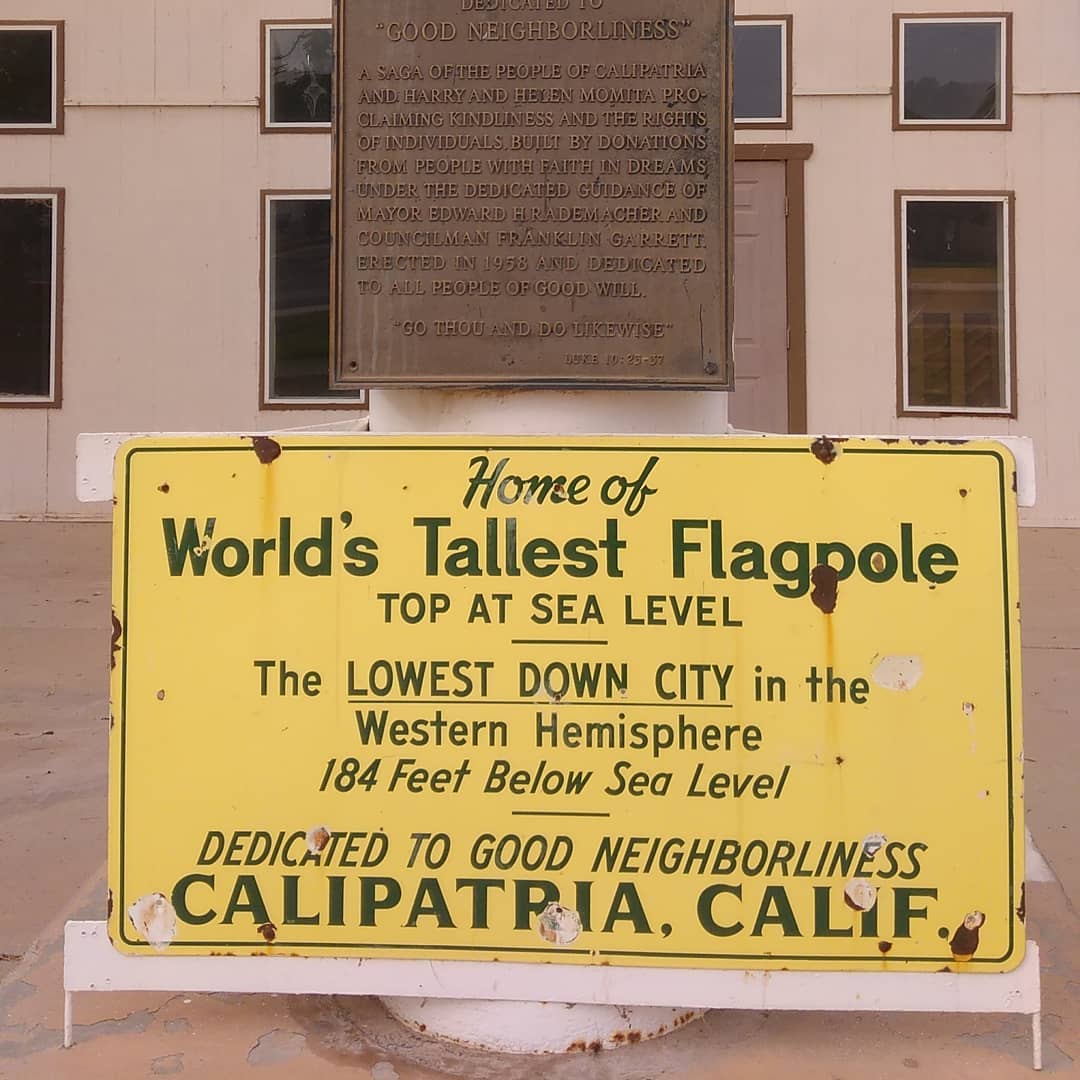 DEDICATED TO
"GOOD NEIGHBORLINESS"
A SAGA OF THE PEOPLE OF CALIPATRIA
AND HARRY AND HELEN MOMITA PRO-
CLAIMING KINDLINESS AND THE RIGHTS
OF INDIVIDUALS. BUILT BY DONATIONS
FROM PEOPLE WITH FAITH IN DREAMS
UNDER THE DEDICATED GUIDANCE OF
MAYOR EDWARD H RADEMACHER AND
COUNCILMAN FRANKLIN GARRETT.
ERECTED IN 1958 AND DEDICATED
TO ALL PEOPLE OF GOOD WILL.
"GO THOU AND DO LIKEWISE"
LUKE 10:25-37
Home of
World's Tallest Flagpole
TOP AT SEA LEVEL
The LOWEST DOWN CITY in the
Western Hemisphere
184 Feet Below Sea Level
DEDICATED TO GOOD NEIGHBORLINESS
CALIPATRIA, CALIF.